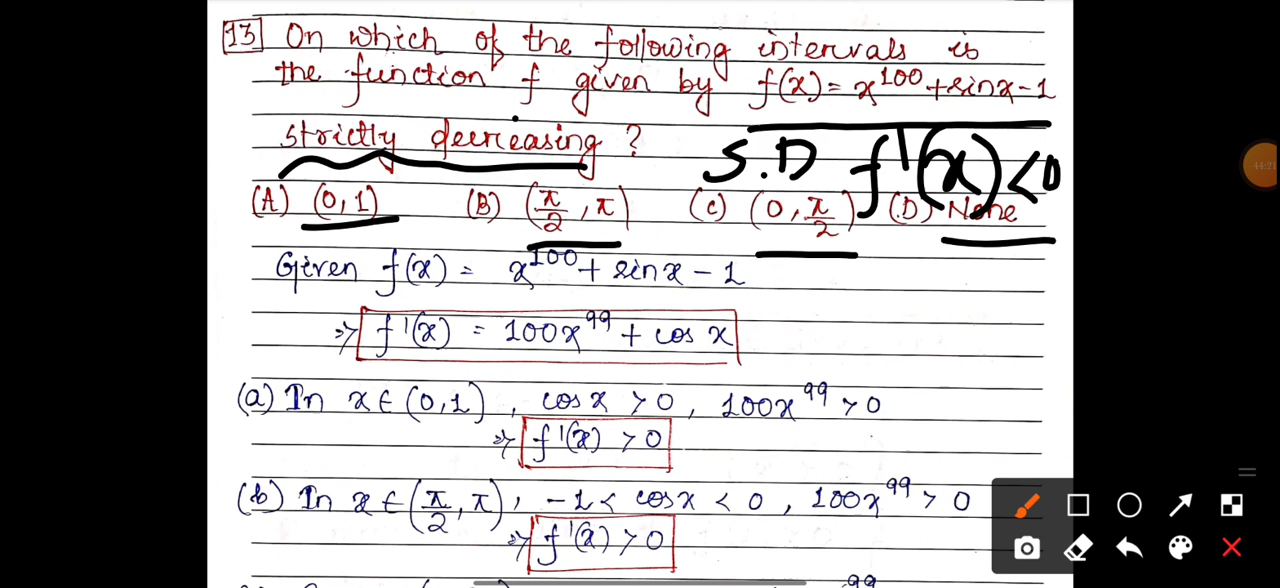 13 On which of the following intervals is
the function f given by f(x) = x^100 + sinx - 1
strictly decreasing ?
S.D f'(x) < 0
(A) (0, 1) (B) (π/2, π) (C) (0, π/2) (D) None
Given f(x) = x^100 + sinx - 1
⇒ f'(x) = 100x^99 + cos x
(a) In x ∈ (0, 1), cosx > 0, 100x^99 > 0
⇒ f'(x) > 0
(b) In x ∈ (π/2, π), -1 < cosx < 0, 100x^99 > 0
⇒ f'(x) > 0
99